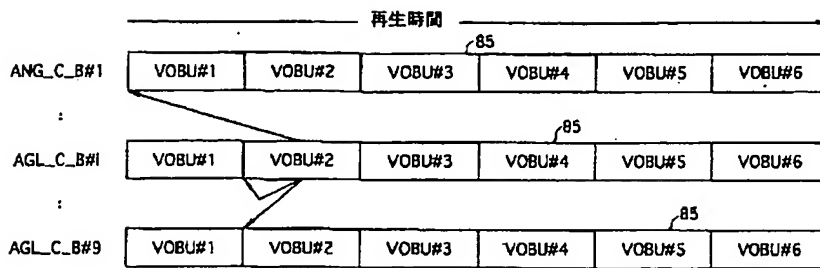 再生時間
85
ANG_C_B#1 VOBU#1 VOBU#2 VOBU#3 VOBU#4 VOBU#5 VOBU#6
:
85
AGL_C_B#i VOBU#1 VOBU#2 VOBU#3 VOBU#4 VOBU#5 VOBU#6
:
85
AGL_C_B#9 VOBU#1 VOBU#2 VOBU#3 VOBU#4 VOBU#5 VOBU#6